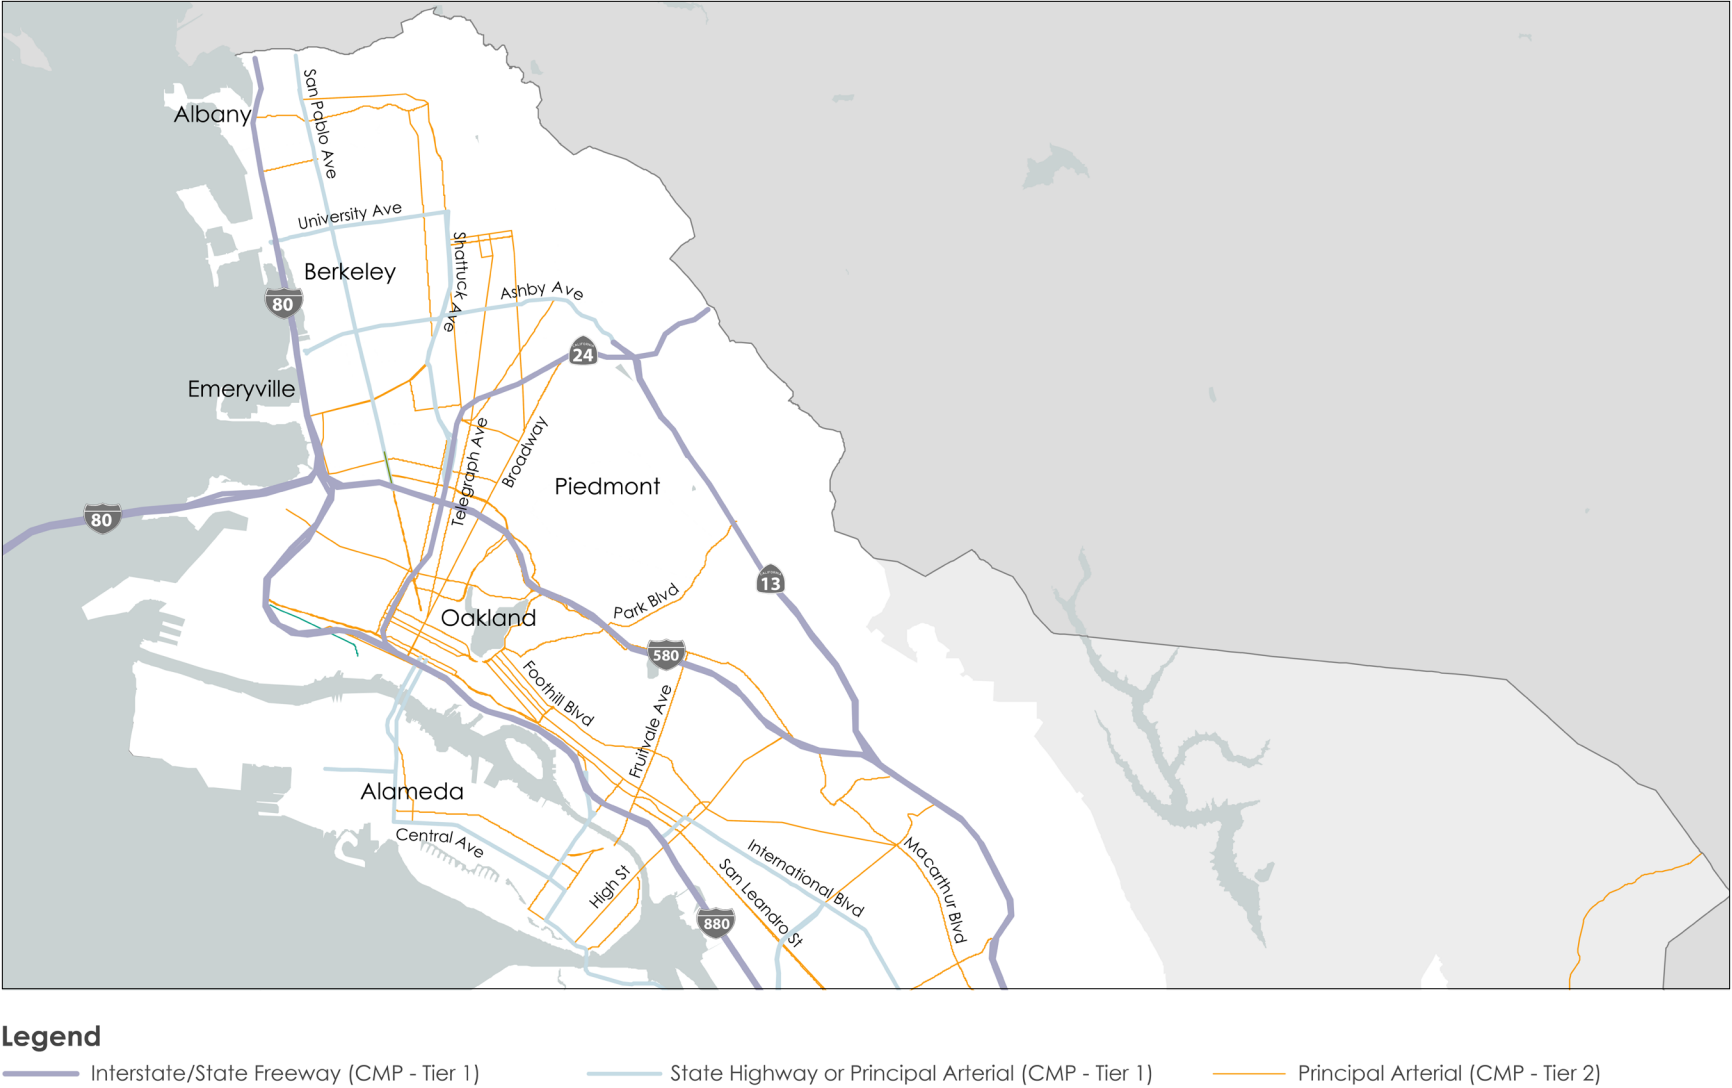 San Pablo Ave
Albany
University Ave
Shattuck Ave
Berkeley
Ashby Ave
80
CALIFORNIA
24
Emeryville
Telegraph Ave
Broadway
Piedmont
80
CALIFORNIA
13
Park Blvd
Oakland
580
Foothill Blvd
Fruitvale Ave
Alameda
Central Ave
High St
International Blvd
Macarthur Blvd
San Leandro St
880
Legend
Interstate/State Freeway (CMP - Tier 1)
State Highway or Principal Arterial (CMP - Tier 1)
Principal Arterial (CMP - Tier 2)